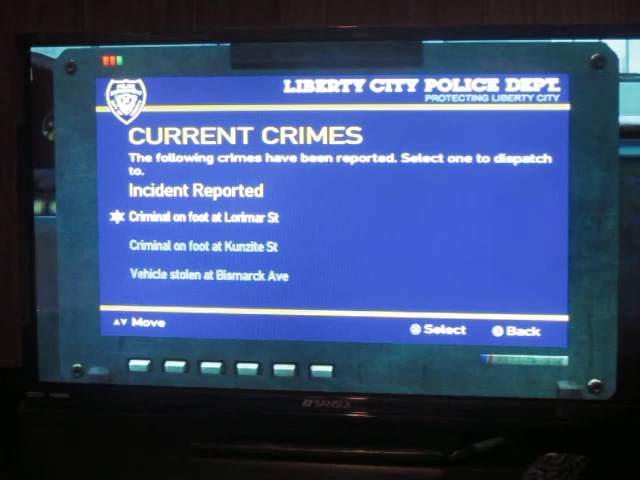 LIBERTY CITY POLICE DEPT.
PROTECTING LIBERTY CITY
CURRENT CRIMES
The following crimes have been reported. Select one to dispatch
to.
Incident Reported
Criminal on foot at Lorimar St
Criminal on foot at Kunzite St
Vehicle stolen at Bismarck Ave
Move
Select
Back
SANSUI